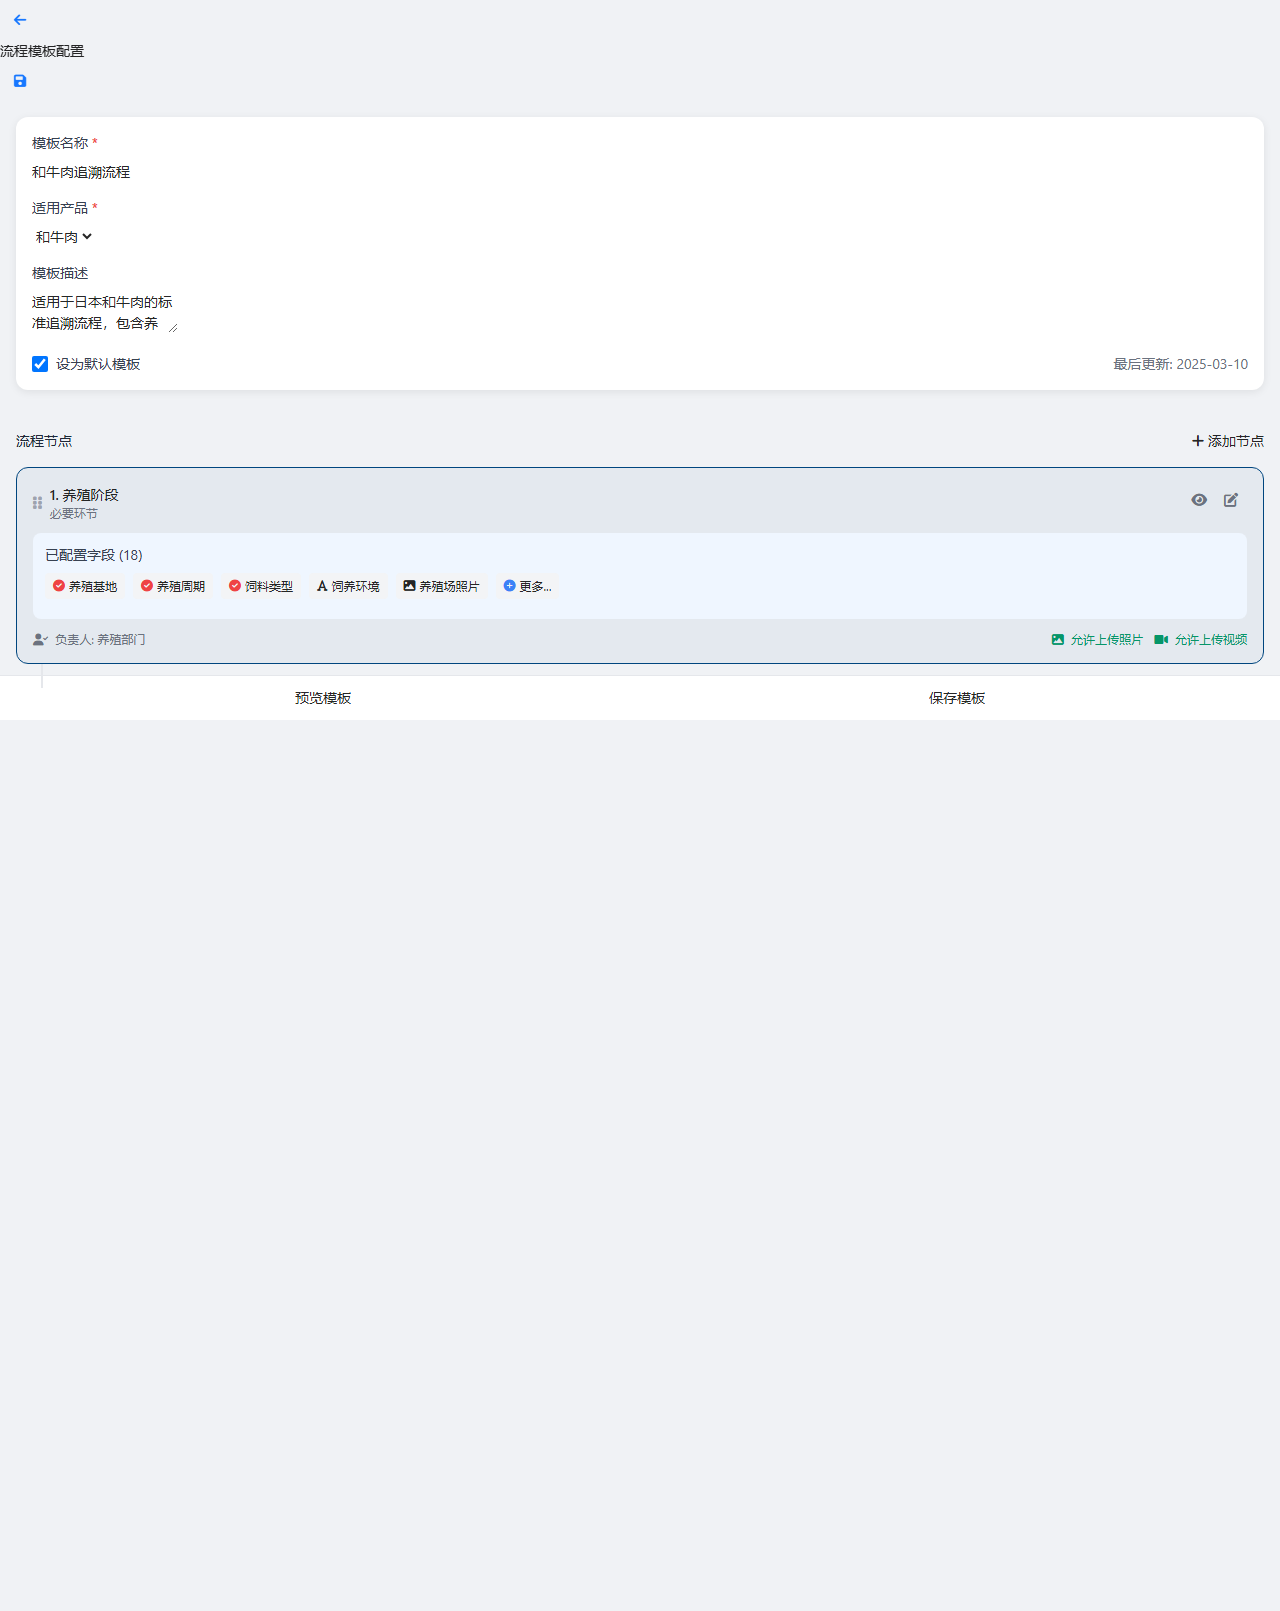 流程模板配置
模板名称 *
和牛肉追溯流程
适用产品 *
和牛肉
模板描述
适用于日本和牛肉的标
准追溯流程，包含养
设为默认模板
最后更新: 2025-03-10
流程节点
添加节点
1. 养殖阶段
必要环节
已配置字段 (18)
养殖基地 养殖周期 饲料类型 饲养环境 养殖场照片 更多...
负责人: 养殖部门
允许上传照片 允许上传视频
预览模板
保存模板